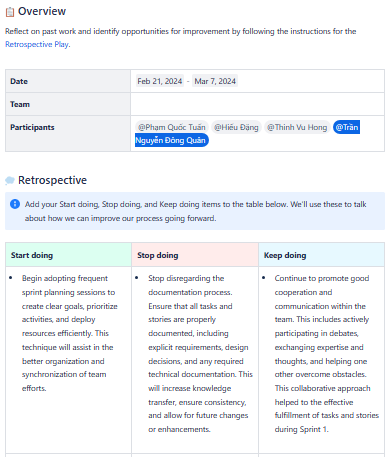 Overview
Reflect on past work and identify opportunities for improvement by following the instructions for the
Retrospective Play.
Date
Feb 21, 2024 - Mar 7, 2024
Team
Participants
@Phạm Quốc Tuấn @Hiếu Đặng @Thinh Vu Hong @Trần
Nguyễn Đông Quân
Retrospective
Add your Start doing, Stop doing, and Keep doing items to the table below. We'll use these to talk
about how we can improve our process going forward.
Start doing
Stop doing
Keep doing
• Begin adopting frequent
sprint planning sessions to
create clear goals, prioritize
activities, and deploy
resources efficiently. This
technique will assist in the
better organization and
synchronization of team
efforts.
• Stop disregarding the
documentation process.
Ensure that all tasks and
stories are properly
documented, including
explicit requirements, design
decisions, and any required
technical documentation. This
will increase knowledge
transfer, ensure consistency,
and allow for future changes
or enhancements.
• Continue to promote good
cooperation and
communication within the
team. This includes actively
participating in debates,
exchanging expertise and
thoughts, and helping one
other overcome obstacles.
This collaborative approach
helped to the effective
fulfillment of tasks and stories
during Sprint 1.